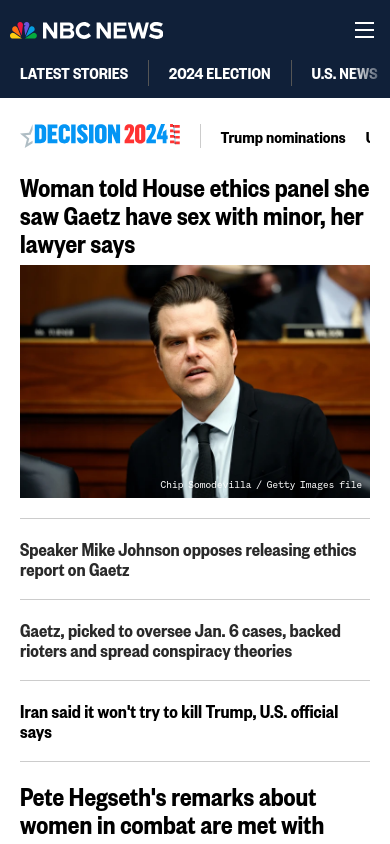 NBC NEWS
LATEST STORIES
2024 ELECTION
U.S. NEWS
DECISION 2024
Trump nominations
Woman told House ethics panel she
saw Gaetz have sex with minor, her
lawyer says
Chip Somodevilla / Getty Images file
Speaker Mike Johnson opposes releasing ethics
report on Gaetz
Gaetz, picked to oversee Jan. 6 cases, backed
rioters and spread conspiracy theories
Iran said it won't try to kill Trump, U.S. official
says
Pete Hegseth's remarks about
women in combat are met with